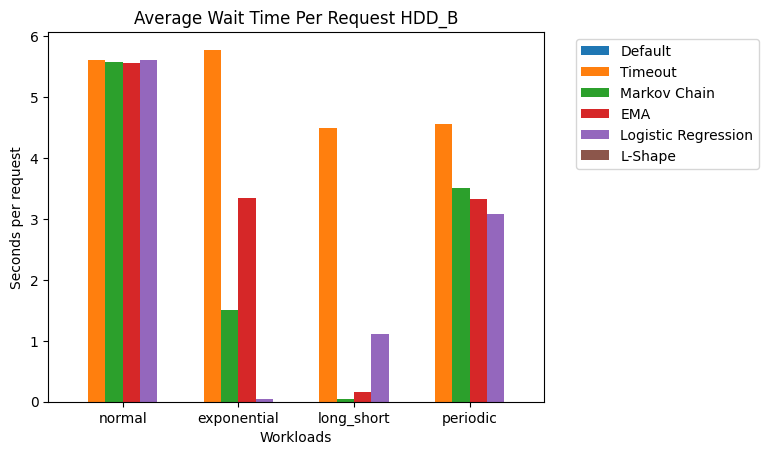 Average Wait Time Per Request HDD_B
6
5
4
3
2
1
0
Seconds per request
normal
exponential
long_short
periodic
Workloads
Default
Timeout
Markov Chain
EMA
Logistic Regression
L-Shape